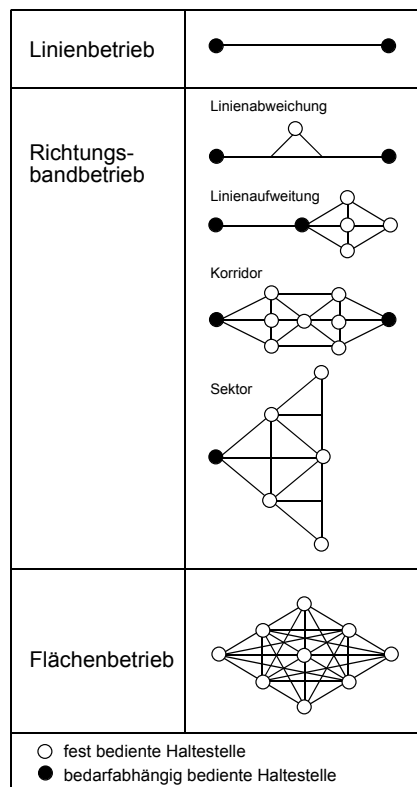 Linienbetrieb
Richtungs-
bandbetrieb
Linienabweichung
Linienaufweitung
Korridor
Sektor
Flächenbetrieb
fest bediente Haltestelle
bedarfabhängig bediente Haltestelle